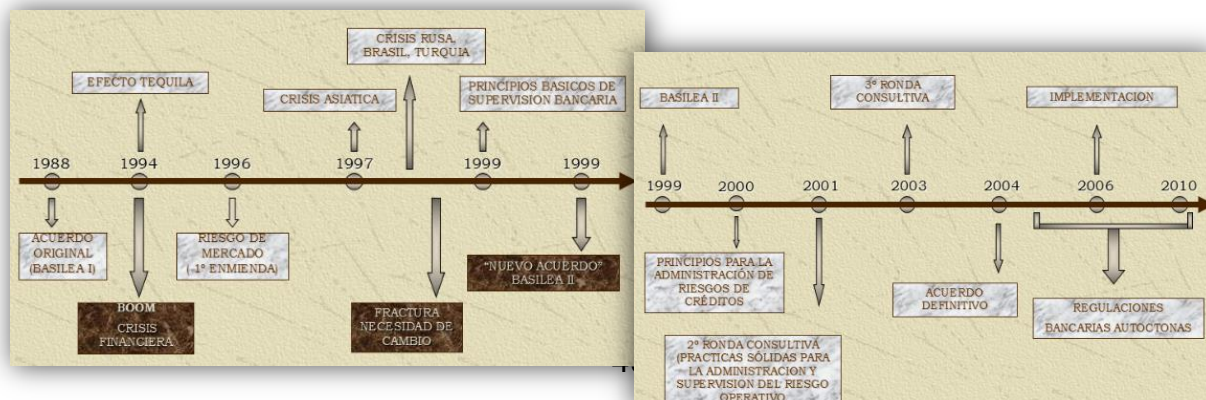 CRISIS RUSA,
BRASIL, TURQUIA
EFECTO TEQUILA
CRISIS ASIATICA
PRINCIPIOS BASICOS DE
SUPERVISION BANCARIA
1988
1994
1996
1997
1999
1999
ACUERDO
ORIGINAL
(BASILEA I)
RIESGO DE
MERCADO
( 1° ENMIENDA)
"NUEVO ACUERDO"
BASILEA II
BOOM
CRISIS
FINANCIERA
FRACTURA
NECESIDAD DE
CAMBIO
BASILEA II
3° RONDA
CONSULTIVA
IMPLEMENTACION
1999
2000
2001
2003
2004
2006
2010
PRINCIPIOS PARA LA
ADMINISTRACIÓN DE
RIESGOS DE
CRÉDITOS
ACUERDO
DEFINITIVO
REGULACIONES
BANCARIAS AUTOCTONAS
2° RONDA CONSULTIVA
(PRACTICAS SÓLIDAS PARA
LA ADMINISTRACION Y
SUPERVISION DEL RIESGO
OPERATIVO